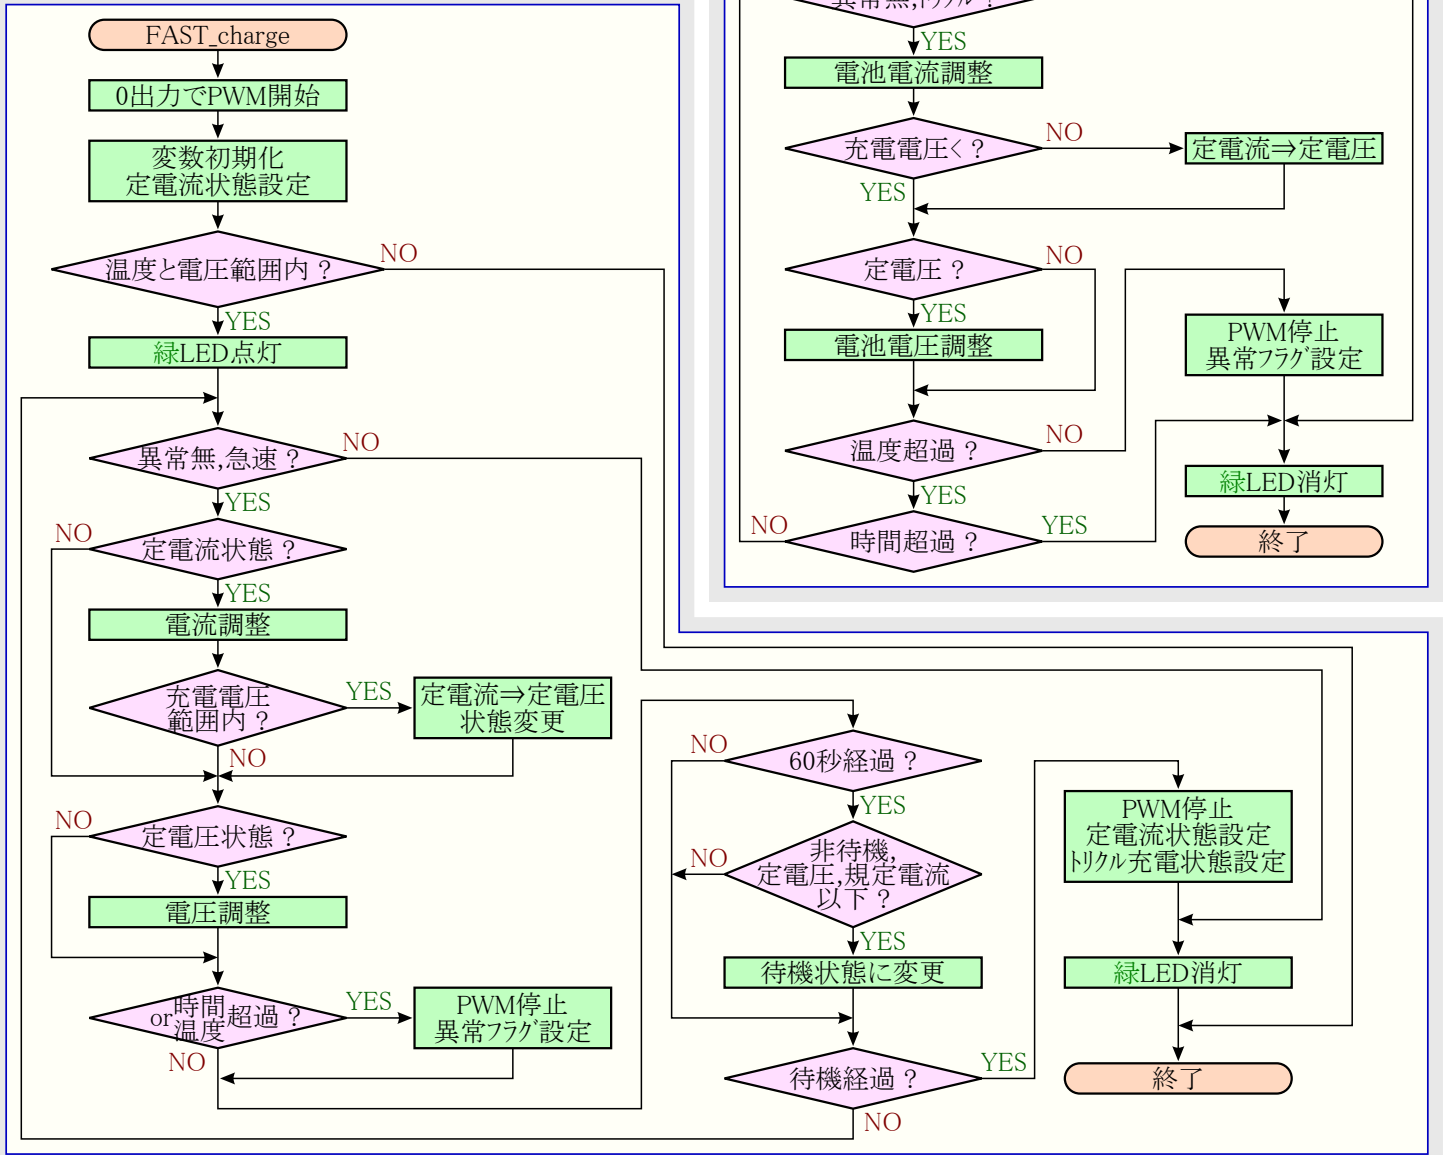 FAST_charge
0出力でPWM開始
変数初期化
定電流状態設定
温度と電圧範囲内？
NO
YES
緑LED点灯
異常無,急速？
NO
YES
定電流状態？
NO
YES
電流調整
充電電圧
範囲内？
YES
定電流⇒定電圧
状態変更
NO
定電圧状態？
NO
YES
電圧調整
時間
or 超過？
温度
YES
PWM停止
異常フラグ設定
NO
60秒経過？
NO
YES
非待機,
定電圧,規定電流
以下？
NO
YES
待機状態に変更
待機経過？
YES
NO
PWM停止
定電流状態設定
トリクル充電状態設定
緑LED消灯
終了
異常無,トリクル？
YES
電池電流調整
充電電圧<？
NO
定電流⇒定電圧
YES
定電圧？
NO
YES
電池電圧調整
PWM停止
異常フラグ設定
温度超過？
NO
YES
緑LED消灯
時間超過？
NO
YES
終了